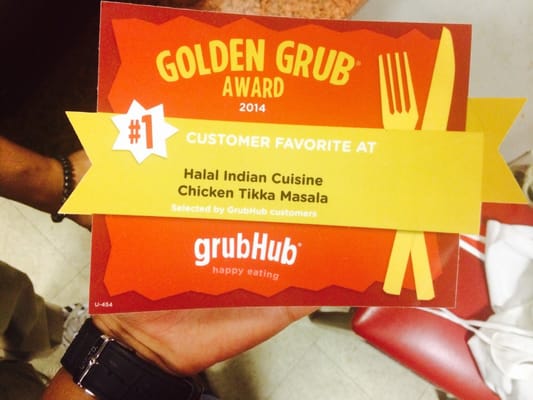 GOLDEN GRUB®
AWARD
2014
#1
CUSTOMER FAVORITE AT
Halal Indian Cuisine
Chicken Tikka Masala
Selected by GrubHub customers
grubHub®
happy eating
U-454